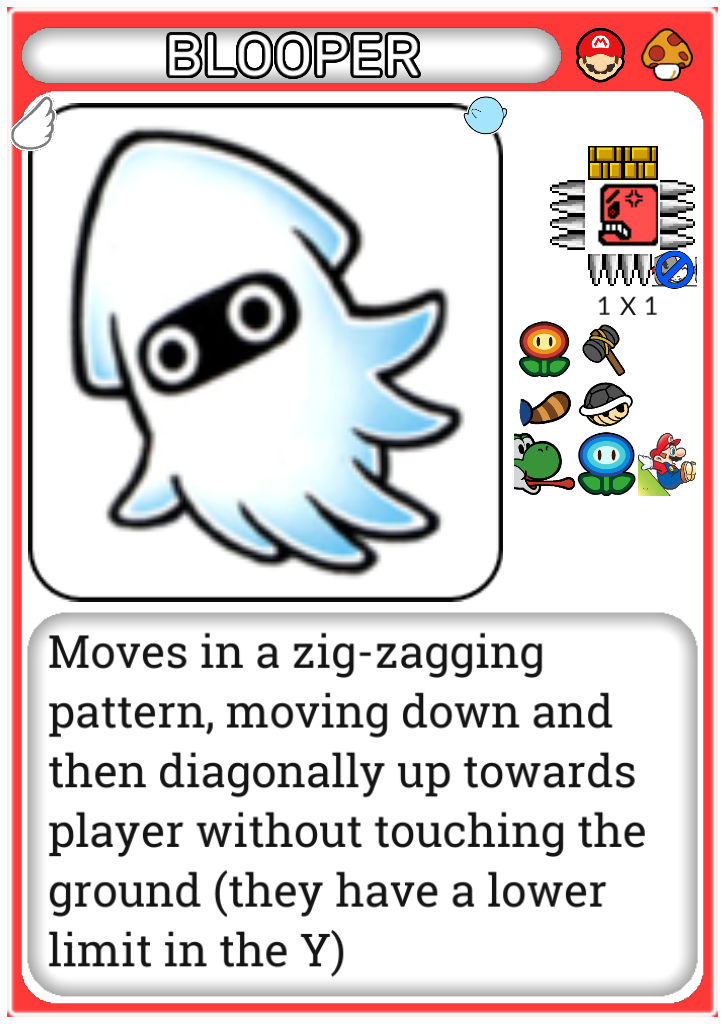 BLOOPER
1 X 1
Moves in a zig-zagging
pattern, moving down and
then diagonally up towards
player without touching the
ground (they have a lower
limit in the Y)